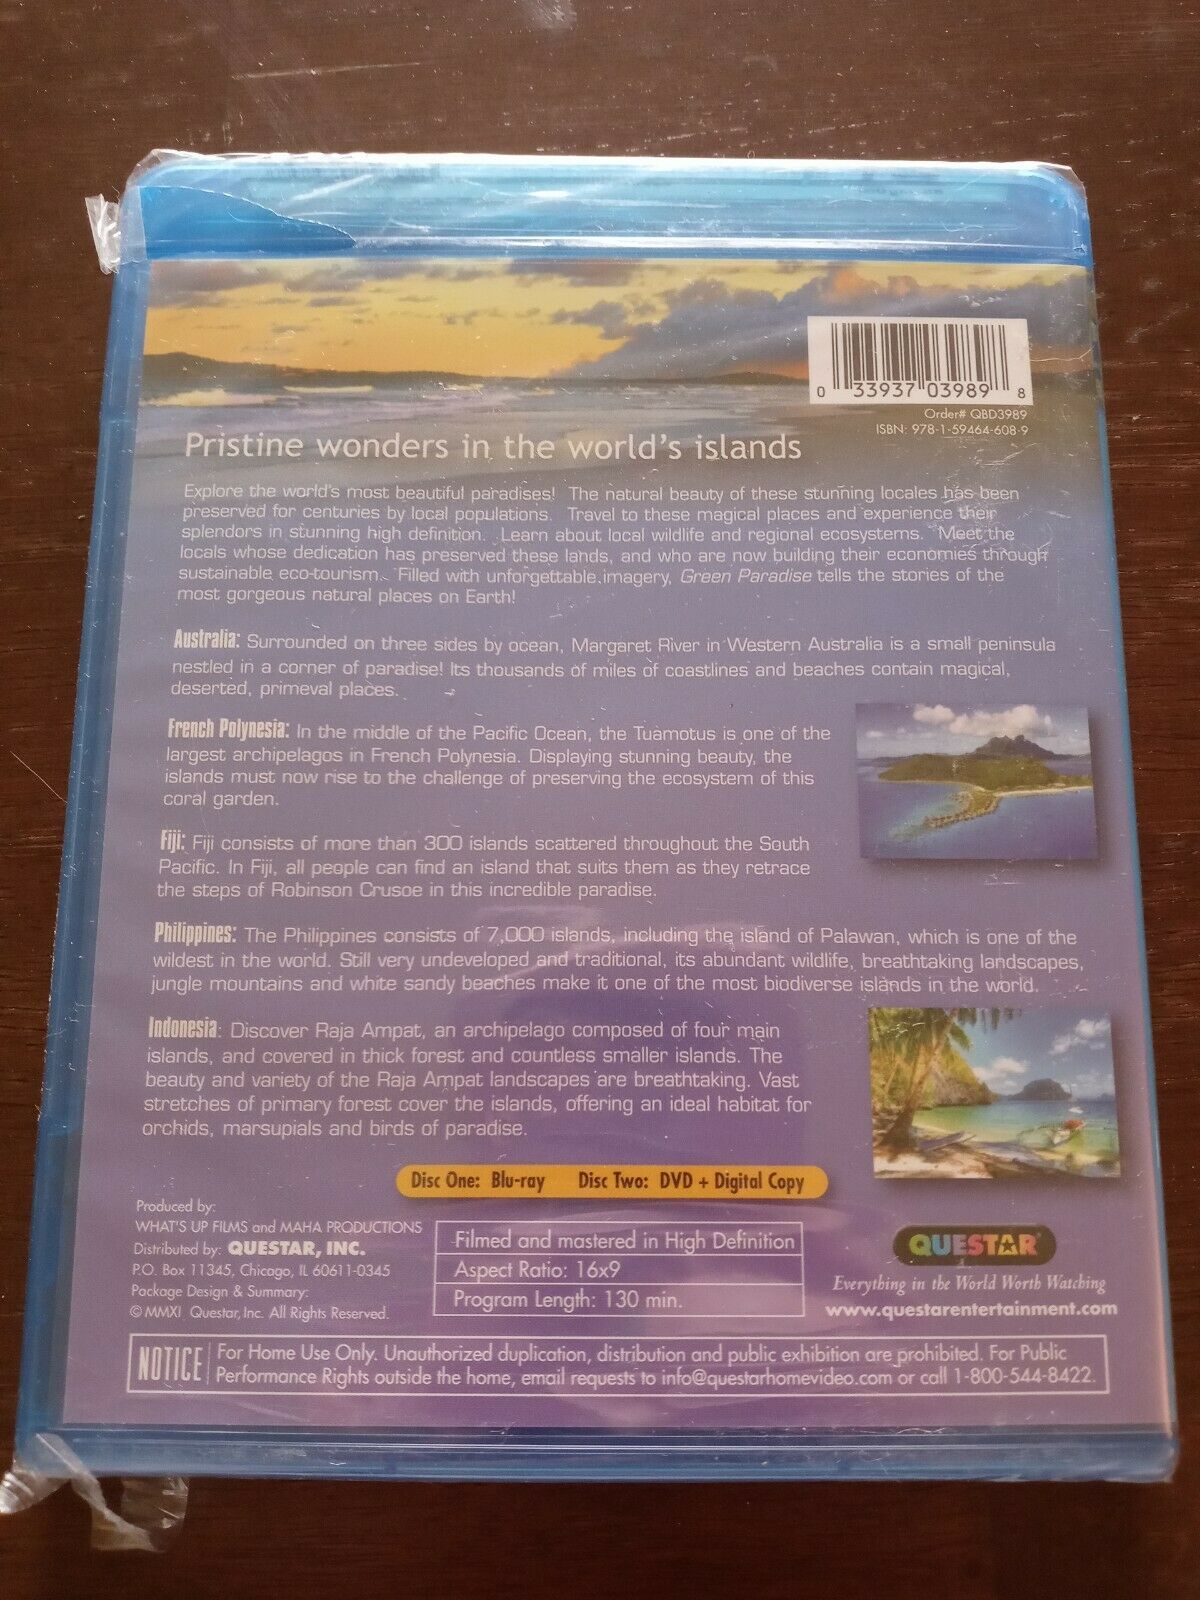 0 33937 03989 8
Order# QBD3989
ISBN: 978-1-59464-608-9
Pristine wonders in the world's islands
Explore the world's most beautiful paradises! The natural beauty of these stunning locales has been
preserved for centuries by local populations. Travel to these magical places and experience their
splendors in stunning high definition. Learn about local wildlife and regional ecosystems. Meet the
locals whose dedication has preserved these lands, and who are now building their economies through
sustainable eco-tourism. Filled with unforgettable imagery, Green Paradise tells the stories of the
most gorgeous natural places on Earth!
Australia: Surrounded on three sides by ocean, Margaret River in Western Australia is a small peninsula
nestled in a corner of paradise! Its thousands of miles of coastlines and beaches contain magical,
deserted, primeval places.
French Polynesia: In the middle of the Pacific Ocean, the Tuamotus is one of the
largest archipelagos in French Polynesia. Displaying stunning beauty, the
islands must now rise to the challenge of preserving the ecosystem of this
coral garden.
Fiji: Fiji consists of more than 300 islands scattered throughout the South
Pacific. In Fiji, all people can find an island that suits them as they retrace
the steps of Robinson Crusoe in this incredible paradise.
Philippines: The Philippines consists of 7,000 islands, including the island of Palawan, which is one of the
wildest in the world. Still very undeveloped and traditional, its abundant wildlife, breathtaking landscapes,
jungle mountains and white sandy beaches make it one of the most biodiverse islands in the world.
Indonesia: Discover Raja Ampat, an archipelago composed of four main
islands, and covered in thick forest and countless smaller islands. The
beauty and variety of the Raja Ampat landscapes are breathtaking. Vast
stretches of primary forest cover the islands, offering an ideal habitat for
orchids, marsupials and birds of paradise.
Disc One: Blu-ray Disc Two: DVD + Digital Copy
Produced by:
WHAT'S UP FILMS and MAHA PRODUCTIONS
Distributed by: QUESTAR, INC.
P.O. Box 11345, Chicago, IL 60611-0345
Package Design & Summary:
© MMXI Questar, Inc. All Rights Reserved.
Filmed and mastered in High Definition
Aspect Ratio: 16x9
Program Length: 130 min.
QUESTAR
Everything in the World Worth Watching
www.questarentertainment.com
NOTICE For Home Use Only. Unauthorized duplication, distribution and public exhibition are prohibited. For Public
Performance Rights outside the home, email requests to info@questarhomevideo.com or call 1-800-544-8422.